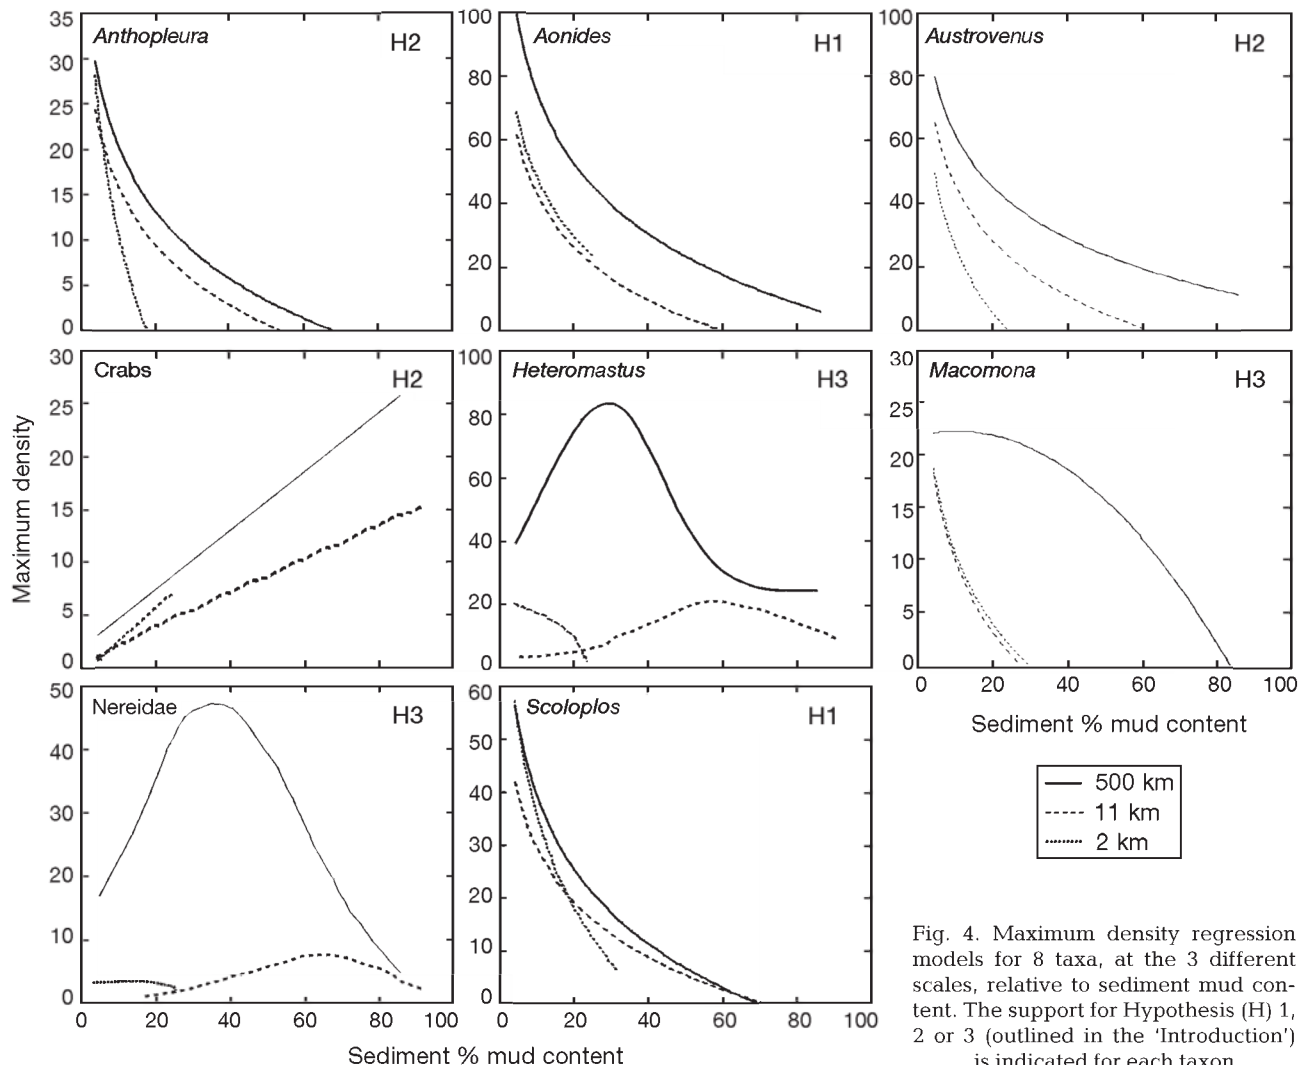 Anthopleura H2
35
30
25
20
15
10
5
0
Aonides H1
100
80
60
40
20
0
Austrovenus H2
100
80
60
40
20
0
Crabs H2
30
25
20
15
10
5
0
Heteromastus H3
100
80
60
40
20
0
Macomona H3
30
25
20
15
10
5
0
0 20 40 60 80 100
Sediment % mud content
Maximum density
Nereidae H3
50
40
30
20
10
0
0 20 40 60 80 100
Scoloplos H1
60
50
40
30
20
10
0
0 20 40 60 80 100
Sediment % mud content
500 km
11 km
2 km
Fig. 4. Maximum density regression
models for 8 taxa, at the 3 different
scales, relative to sediment mud con-
tent. The support for Hypothesis (H) 1,
2 or 3 (outlined in the 'Introduction')
is indicated for each taxon